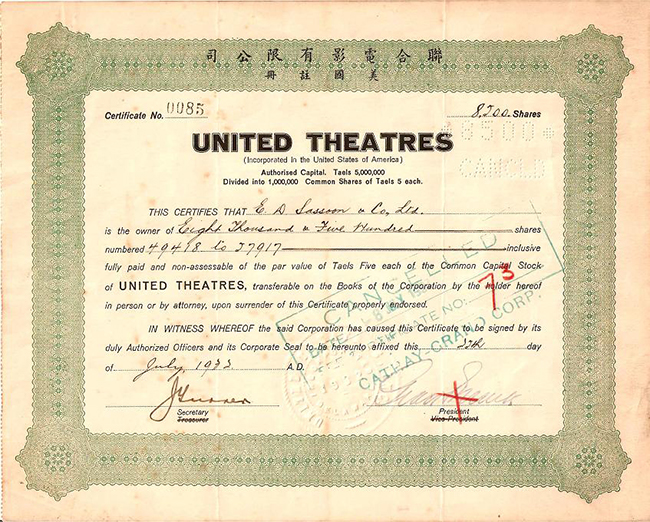 司公限有影電合聯
冊註國美
Certificate No. 0085
8,500. Shares
*8500*
CANCELLED
UNITED THEATRES
(Incorporated in the United States of America)
Authorised Capital. Taels 5,000,000
Divided into 1,000,000 Common Shares of Taels 5 each.
THIS CERTIFIES THAT E. D. Sassoon & Co, Ltd.
is the owner of Eight Thousand & Five Hundred shares
numbered 49418 to 57917 inclusive
fully paid and non-assessable of the par value of Taels Five each of the Common Capital Stock
of UNITED THEATRES, transferable on the Books of the Corporation by the holder hereof
in person or by attorney, upon surrender of this Certificate properly endorsed.
CANCELLED
DATE
CERTIFICATE NO. 73
CATHAY-GRAND CORP.
IN WITNESS WHEREOF the said Corporation has caused this Certificate to be signed by its
duly Authorized Officers and its Corporate Seal to be hereunto affixed this day
of July, A.D.
Secretary
Treasurer
President
Vice-President